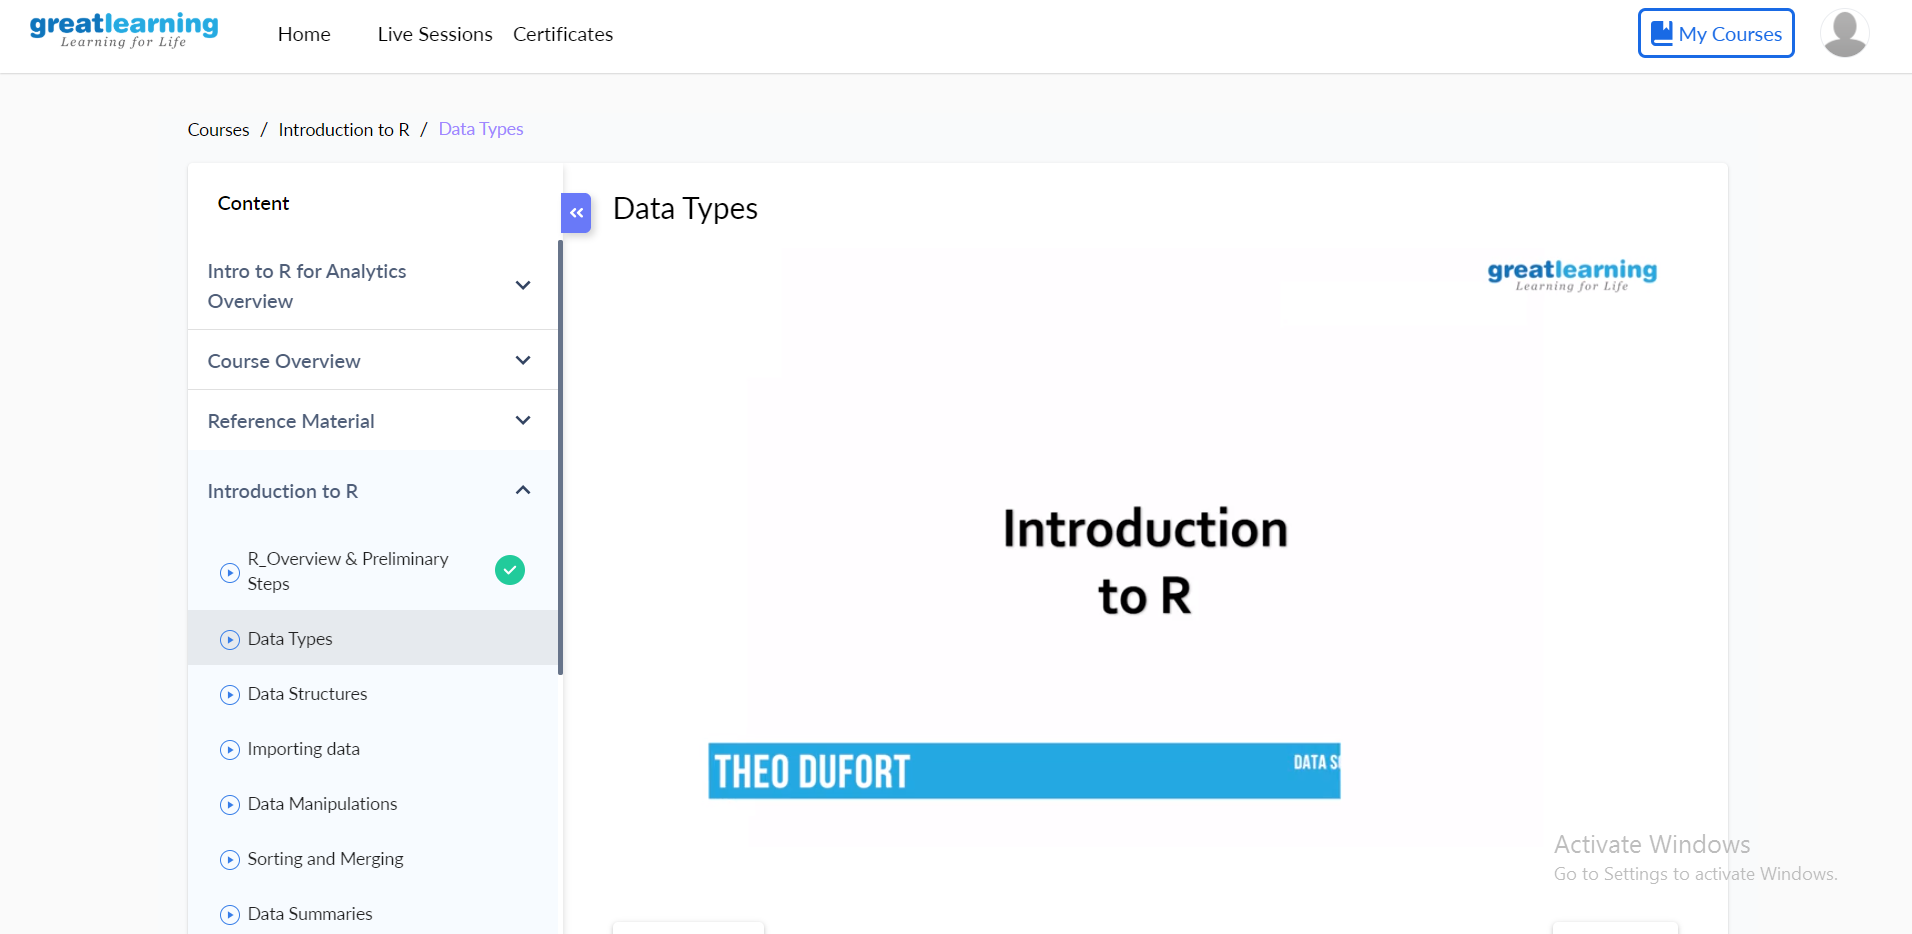 greatlearning
Learning for Life
Home
Live Sessions
Certificates
My Courses
Courses / Introduction to R / Data Types
Content
Intro to R for Analytics
Overview
Course Overview
Reference Material
Introduction to R
R_Overview & Preliminary
Steps
Data Types
Data Structures
Importing data
Data Manipulations
Sorting and Merging
Data Summaries
Data Types
greatlearning
Learning for Life
Introduction
to R
THEO DUFORT
DATA
Activate Windows
Go to Settings to activate Windows.